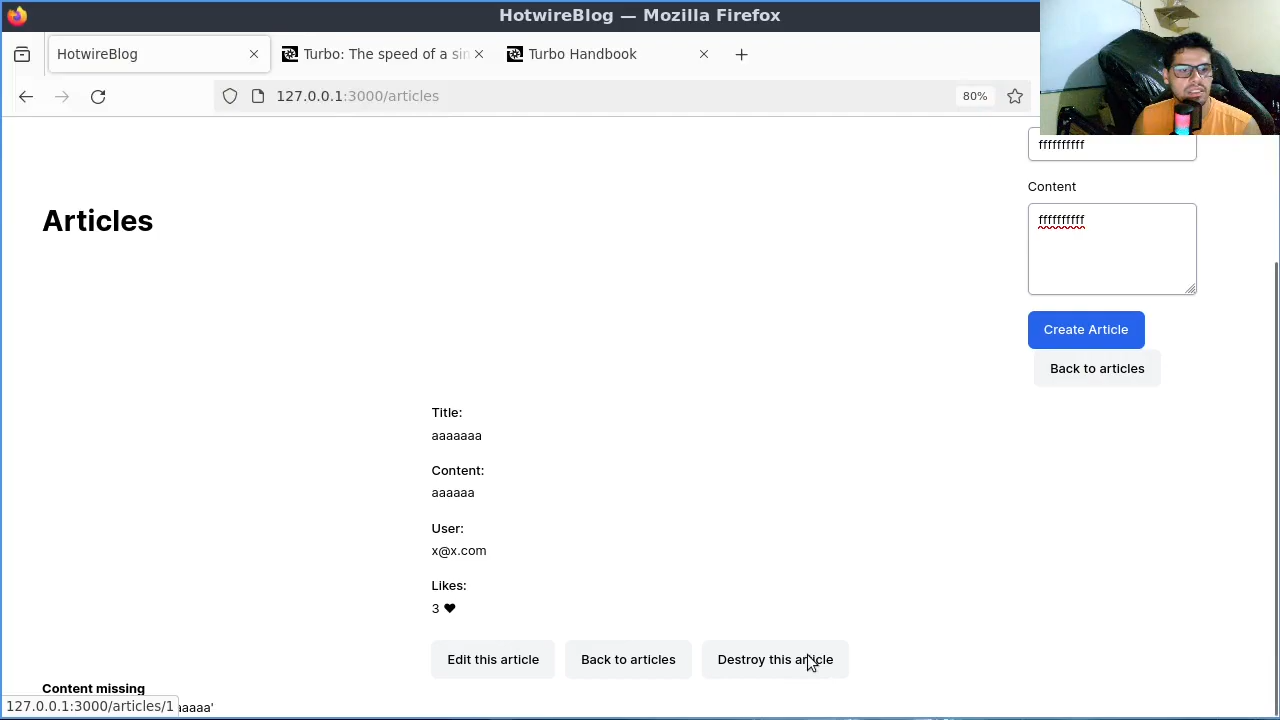 HotwireBlog — Mozilla Firefox
HotwireBlog
Turbo: The speed of a sin
Turbo Handbook
127.0.0.1:3000/articles
80%
ffffffffff
Content
Articles
ffffffffff
Create Article
Back to articles
Title:
aaaaaaa
Content:
aaaaaa
User:
x@x.com
Likes:
3 ♥
Edit this article
Back to articles
Destroy this article
Content missing
127.0.0.1:3000/articles/1
aaaaa'